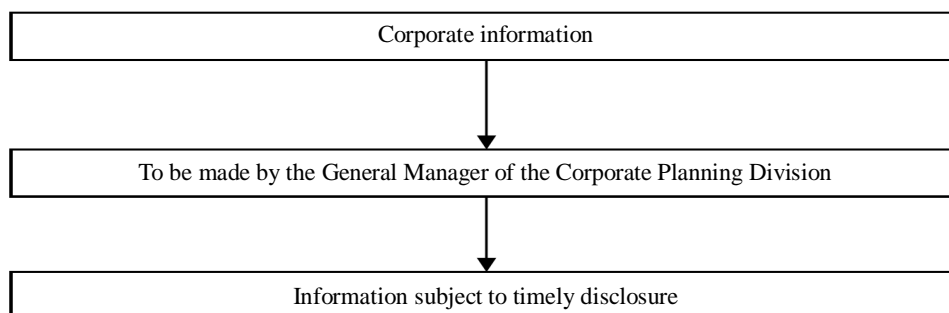 Corporate information
To be made by the General Manager of the Corporate Planning Division
Information subject to timely disclosure